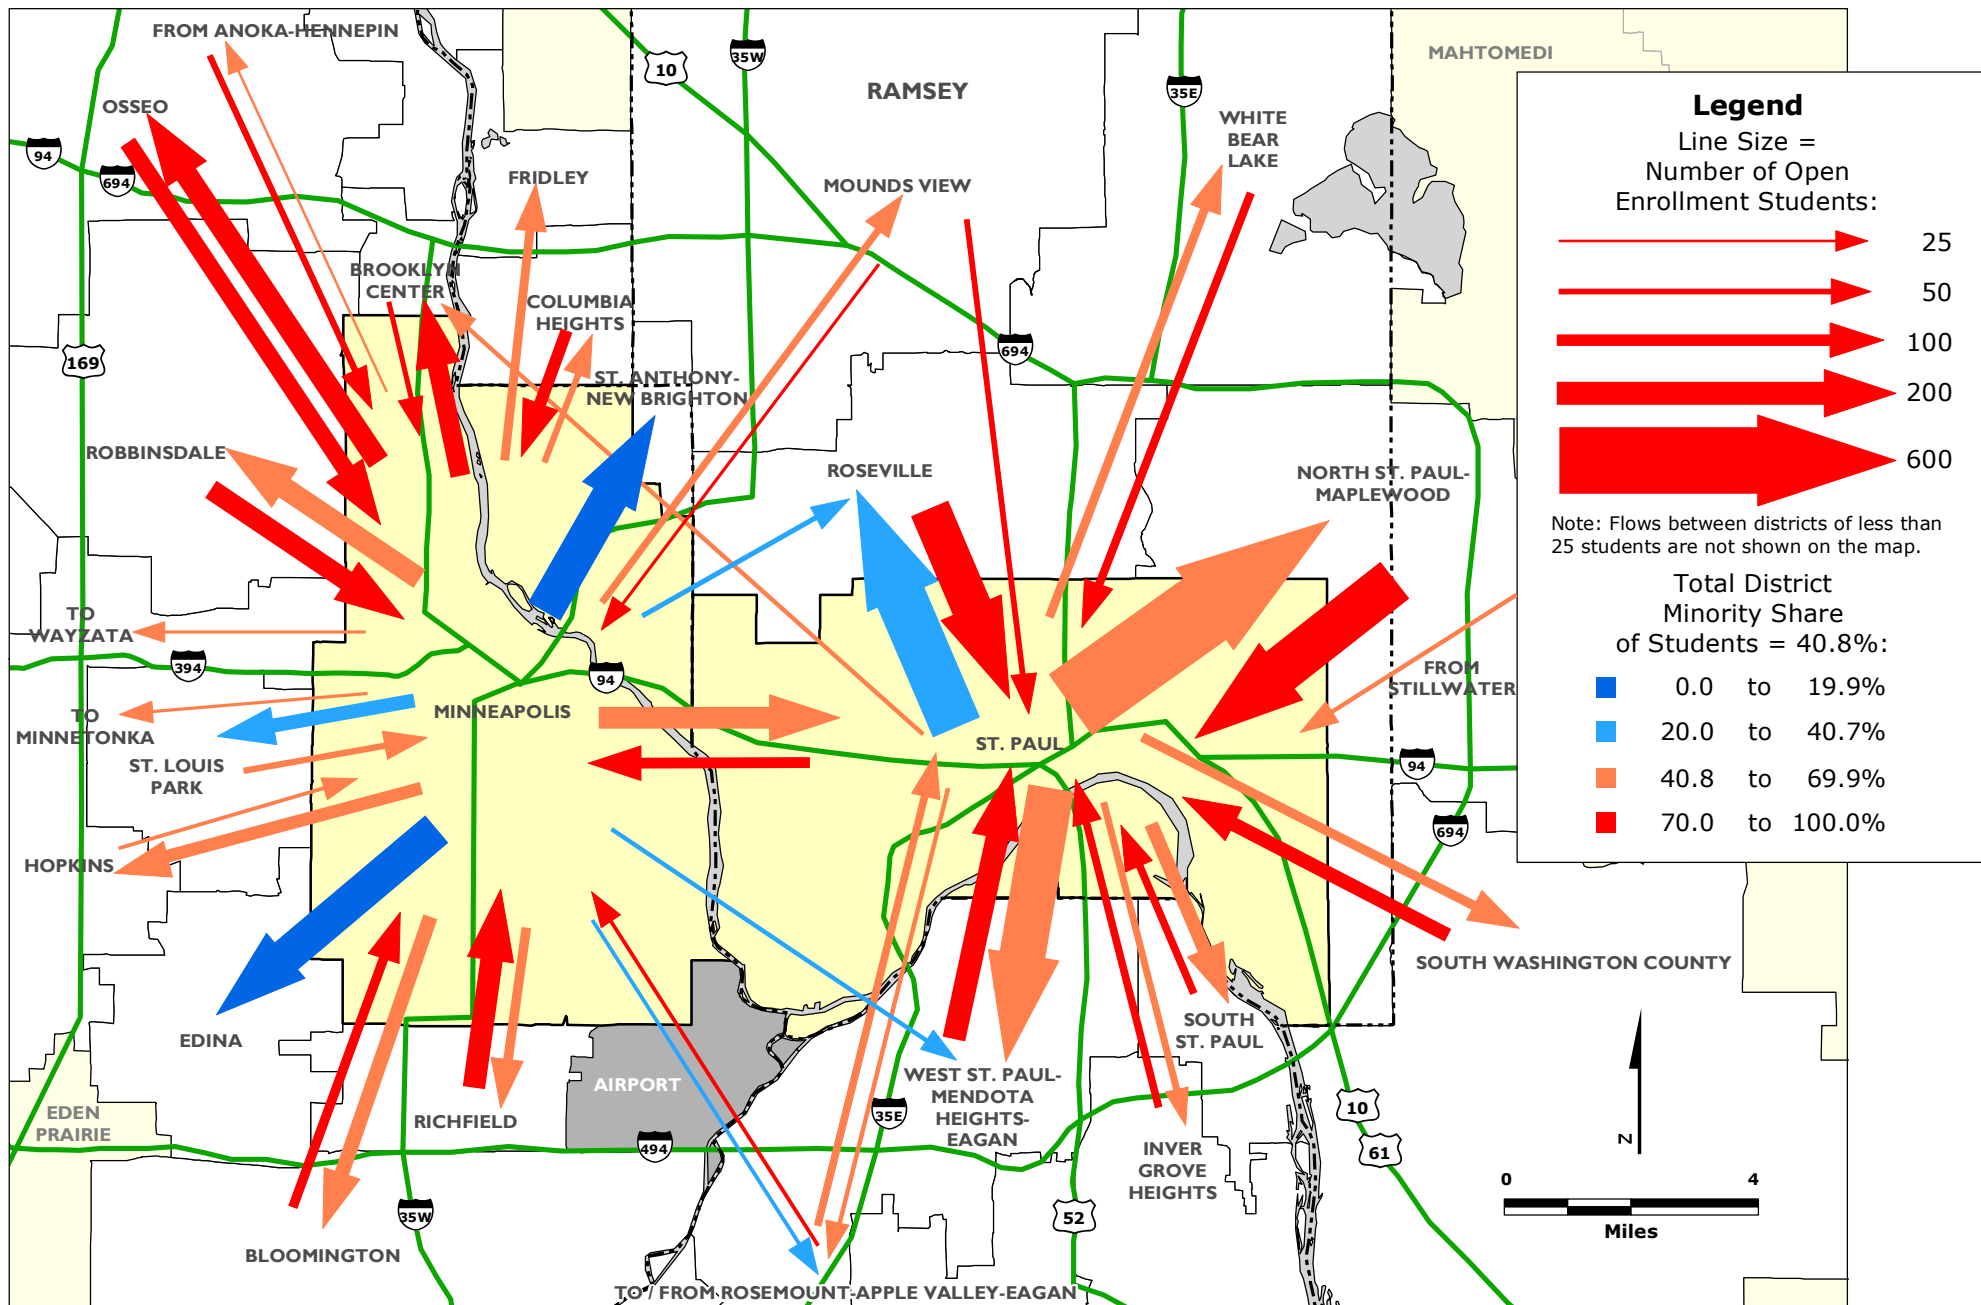 FROM ANOKA-HENNEPIN
OSSEO
94
694
169
10
35W
RAMSEY
35E
MAHTOMEDI
WHITE
BEAR
LAKE
FRIDLEY
MOUNDS VIEW
BROOKLYN
CENTER
COLUMBIA
HEIGHTS
ST. ANTHONY-
NEW BRIGHTON
694
ROBBINSDALE
ROSEVILLE
NORTH ST. PAUL-
MAPLEWOOD
TO
WAYZATA
394
94
FROM
STILLWATER
TO
MINNETONKA
MINNEAPOLIS
ST. PAUL
94
ST. LOUIS
PARK
HOPKINS
694
SOUTH WASHINGTON COUNTY
EDINA
SOUTH
ST. PAUL
AIRPORT
WEST ST. PAUL-
MENDOTA
HEIGHTS-
EAGAN
EDEN
PRAIRIE
RICHFIELD
35E
494
10
61
INVER
GROVE
HEIGHTS
35W
52
BLOOMINGTON
TO / FROM ROSEMOUNT-APPLE VALLEY-EAGAN
Legend
Line Size =
Number of Open
Enrollment Students:
25
50
100
200
600
Note: Flows between districts of less than
25 students are not shown on the map.
Total District
Minority Share
of Students = 40.8%:
0.0 to 19.9%
20.0 to 40.7%
40.8 to 69.9%
70.0 to 100.0%
N
0 4
Miles